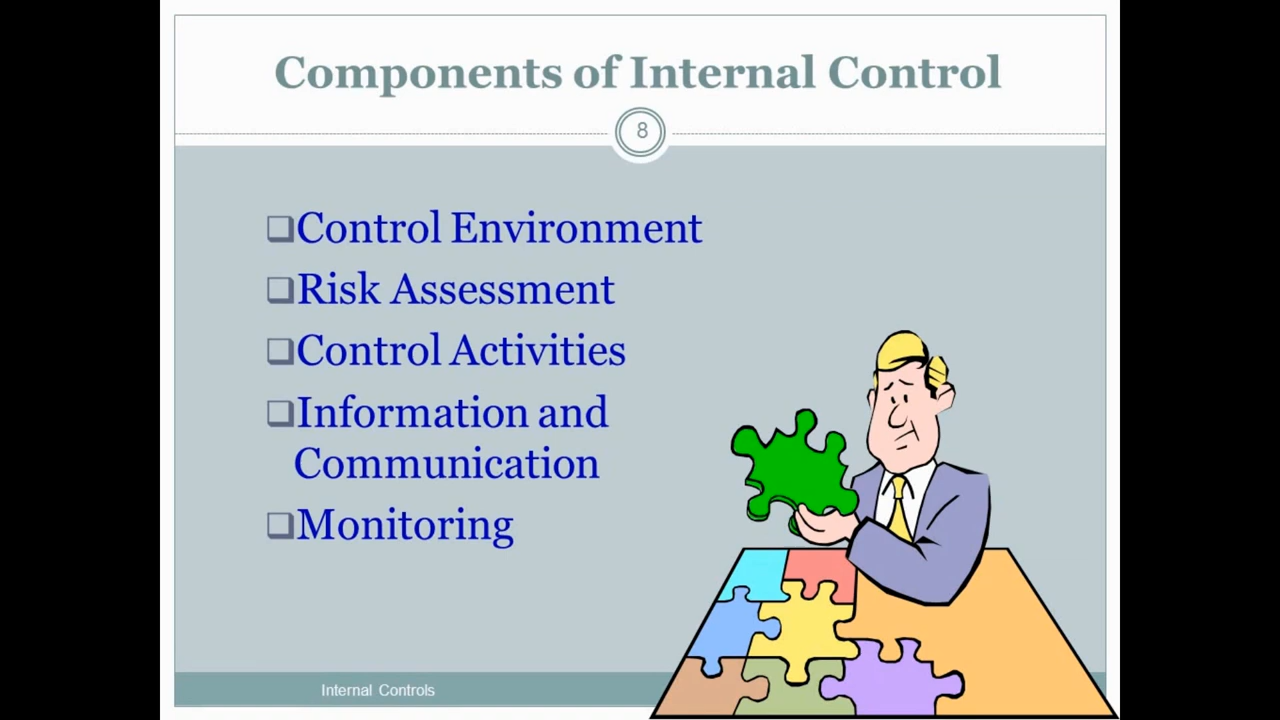 Components of Internal Control
8
Control Environment
Risk Assessment
Control Activities
Information and
Communication
Monitoring
Internal Controls